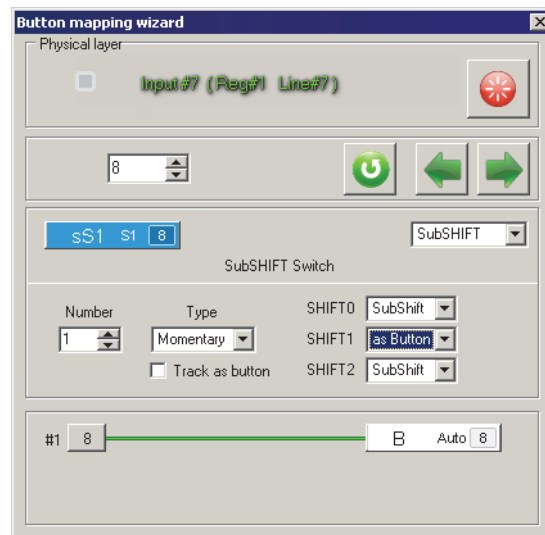 Button mapping wizard
Physical layer
Input#7 (Reg#1 Line#7)
8
sS1 S1 8 SubSHIFT
SubSHIFT Switch
Number Type SHIFT0 SubShift
1 Momentary SHIFT1 as Button
Track as button SHIFT2 SubShift
#1 8 B Auto 8